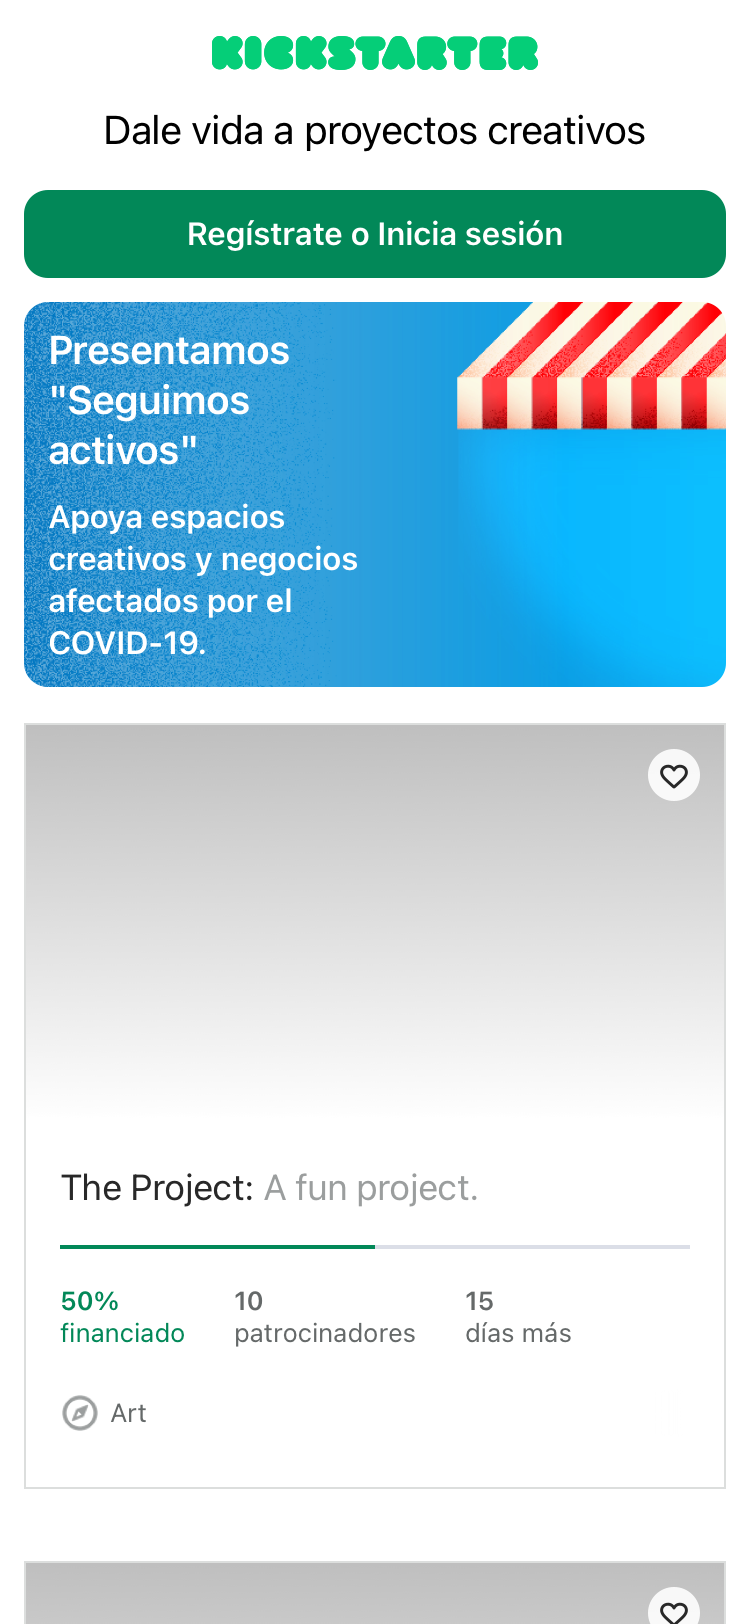 KICKSTARTER
Dale vida a proyectos creativos
Regístrate o Inicia sesión
Presentamos
"Seguimos
activos"
Apoya espacios
creativos y negocios
afectados por el
COVID-19.
The Project: A fun project.
50%
financiado
10
patrocinadores
15
días más
Art